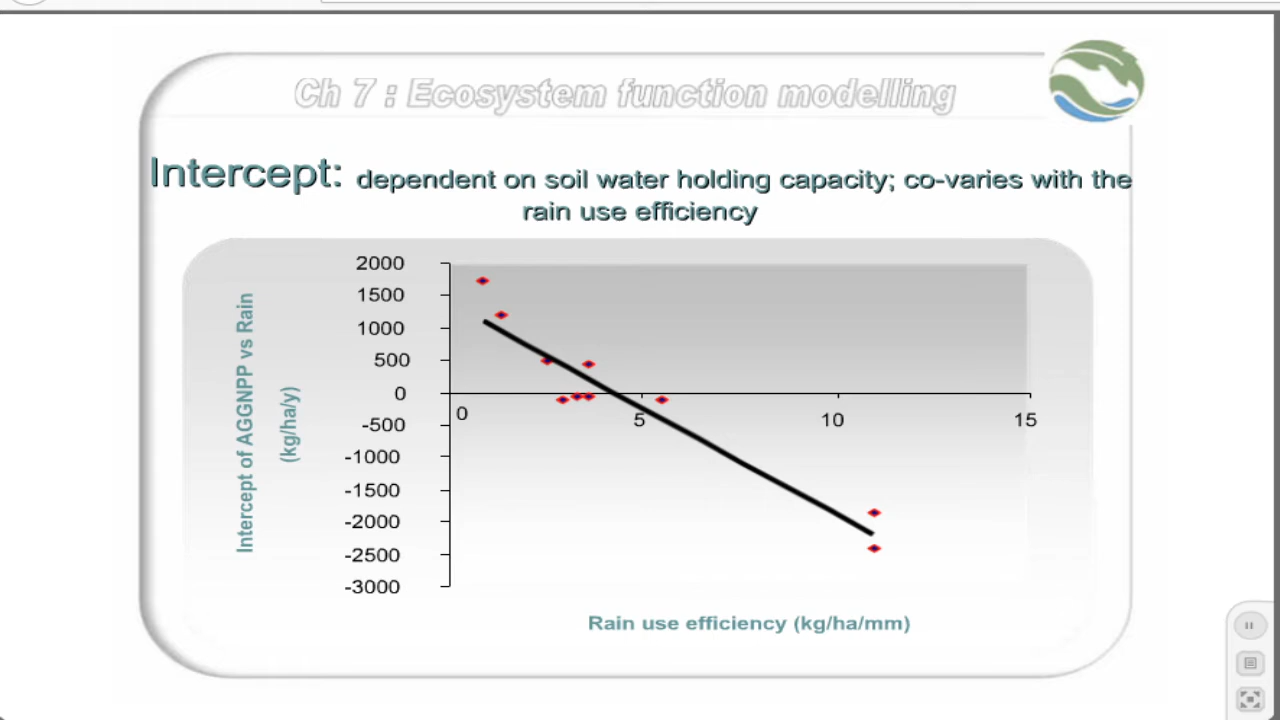 Ch 7 : Ecosystem function modelling
Intercept: dependent on soil water holding capacity; co-varies with the
rain use efficiency
Intercept of AGGNPP vs Rain
(kg/ha/y)
2000
1500
1000
500
0
-500
-1000
-1500
-2000
-2500
-3000
0
5
10
15
Rain use efficiency (kg/ha/mm)